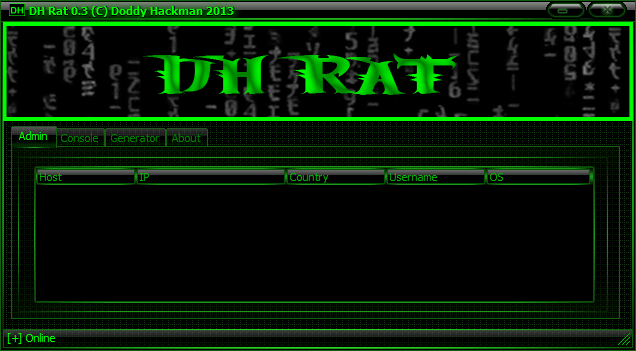 DH DH Rat 0.3 (C) Doddy Hackman 2013
DH RAT
Admin Console Generator About
Host IP Country Username OS
[+] Online